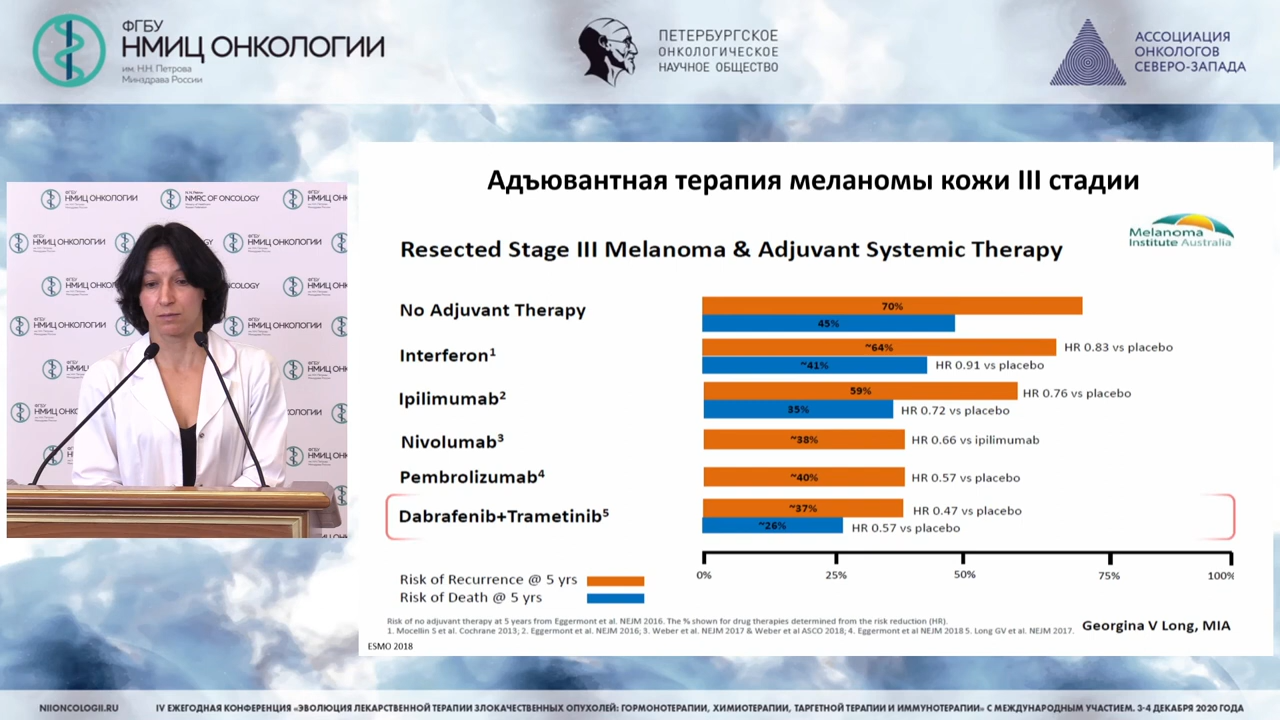 ФГБУ
НМИЦ ОНКОЛОГИИ
им. Н.Н. Петрова
Минздрава России
ПЕТЕРБУРГСКОЕ
ОНКОЛОГИЧЕСКОЕ
НАУЧНОЕ ОБЩЕСТВО
АССОЦИАЦИЯ
ОНКОЛОГОВ
СЕВЕРО-ЗАПАДА
НМИЦ ОНКОЛОГИИ
NMRC OF ONCOLOGY
НМИЦ ОНКОЛОГИИ
Адъювантная терапия меланомы кожи III стадии
Melanoma
Institute Australia
Resected Stage III Melanoma & Adjuvant Systemic Therapy
No Adjuvant Therapy
70%
45%
Interferon¹
~64%
HR 0.83 vs placebo
~41%
HR 0.91 vs placebo
Ipilimumab²
59%
HR 0.76 vs placebo
35%
HR 0.72 vs placebo
Nivolumab³
~38%
HR 0.66 vs ipilimumab
Pembrolizumab⁴
~40%
HR 0.57 vs placebo
Dabrafenib+Trametinib⁵
~37%
HR 0.47 vs placebo
~26%
HR 0.57 vs placebo
0%
25%
50%
75%
100%
Risk of Recurrence @ 5 yrs
Risk of Death @ 5 yrs
Risk of no adjuvant therapy at 5 years from Eggermont et al. NEJM 2016. The % shown for drug therapies determined from the risk reduction (HR).
1. Mocellin S et al. Cochrane 2013; 2. Eggermont et al. NEJM 2016; 3. Weber et al. NEJM 2017 & Weber et al ASCO 2018; 4. Eggermont et al NEJM 2018 5. Long GV et al. NEJM 2017.
Georgina V Long, MIA
ESMO 2018
NIIONCOLOGII.RU
IV ЕЖЕГОДНАЯ КОНФЕРЕНЦИЯ «ЭВОЛЮЦИЯ ЛЕКАРСТВЕННОЙ ТЕРАПИИ ЗЛОКАЧЕСТВЕННЫХ ОПУХОЛЕЙ: ГОРМОНОТЕРАПИИ, ХИМИОТЕРАПИИ, ТАРГЕТНОЙ ТЕРАПИИ И ИММУНОТЕРАПИИ» С МЕЖДУНАРОДНЫМ УЧАСТИЕМ. 3-4 ДЕКАБРЯ 2020 ГОДА